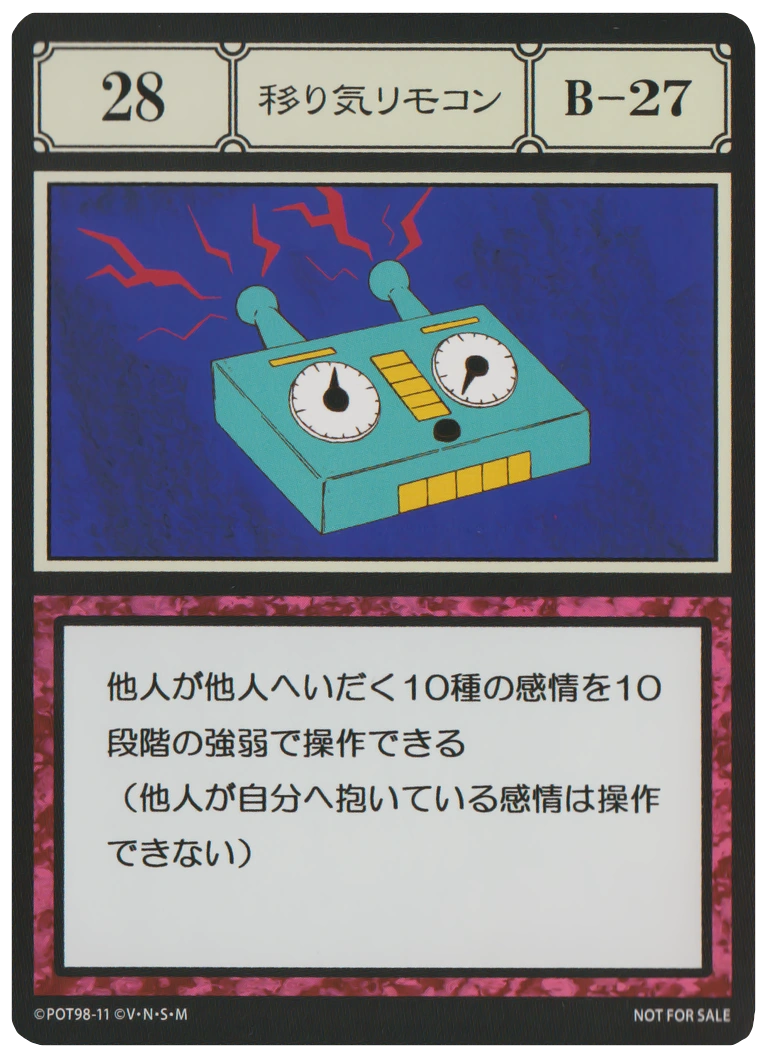 28
移り気リモコン
B-27
他人が他人へいだく10種の感情を10
段階の強弱で操作できる
（他人が自分へ抱いている感情は操作
できない）
©POT98-11 ©V・N・S・M
NOT FOR SALE